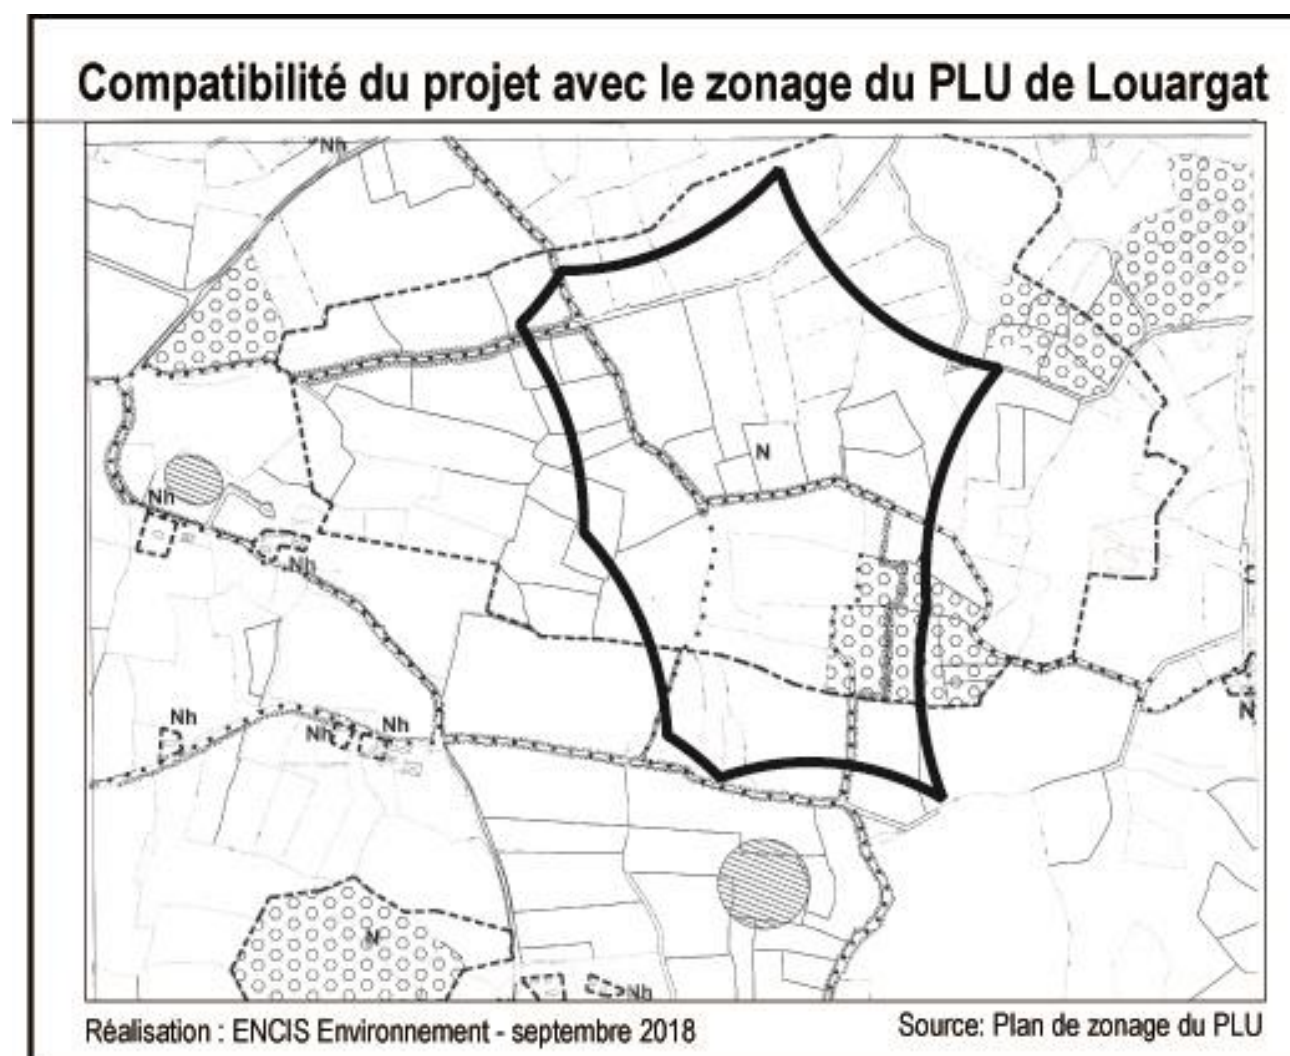 Compatibilité du projet avec le zonage du PLU de Louargat
Nh
N
Nh
Nh
Nh
Nh
Nh
N
N
Nh
Réalisation : ENCIS Environnement - septembre 2018
Source: Plan de zonage du PLU